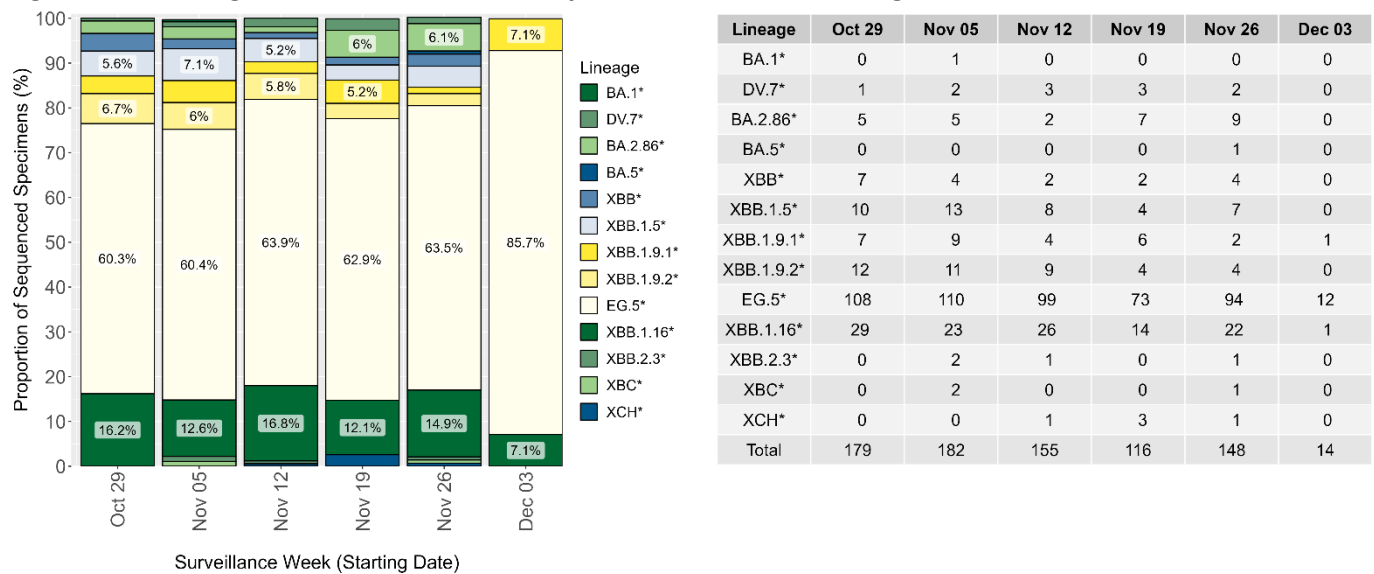 100
90
80
70
60
50
40
30
20
10
0
Proportion of Sequenced Specimens (%)
5.6% 7.1% 5.2% 6% 6.1% 7.1%
6.7% 6% 5.8% 5.2%
60.3% 60.4% 63.9% 62.9% 63.5% 85.7%
16.2% 12.6% 16.8% 12.1% 14.9% 7.1%
Oct 29 Nov 05 Nov 12 Nov 19 Nov 26 Dec 03
Surveillance Week (Starting Date)
Lineage
BA.1*
DV.7*
BA.2.86*
BA.5*
XBB*
XBB.1.5*
XBB.1.9.1*
XBB.1.9.2*
EG.5*
XBB.1.16*
XBB.2.3*
XBC*
XCH*
Lineage Oct 29 Nov 05 Nov 12 Nov 19 Nov 26 Dec 03
BA.1* 0 1 0 0 0 0
DV.7* 1 2 3 3 2 0
BA.2.86* 5 5 2 7 9 0
BA.5* 0 0 0 0 1 0
XBB* 7 4 2 2 4 0
XBB.1.5* 10 13 8 4 7 0
XBB.1.9.1* 7 9 4 6 2 1
XBB.1.9.2* 12 11 9 4 4 0
EG.5* 108 110 99 73 94 12
XBB.1.16* 29 23 26 14 22 1
XBB.2.3* 0 2 1 0 1 0
XBC* 0 2 0 0 1 0
XCH* 0 0 1 3 1 0
Total 179 182 155 116 148 14